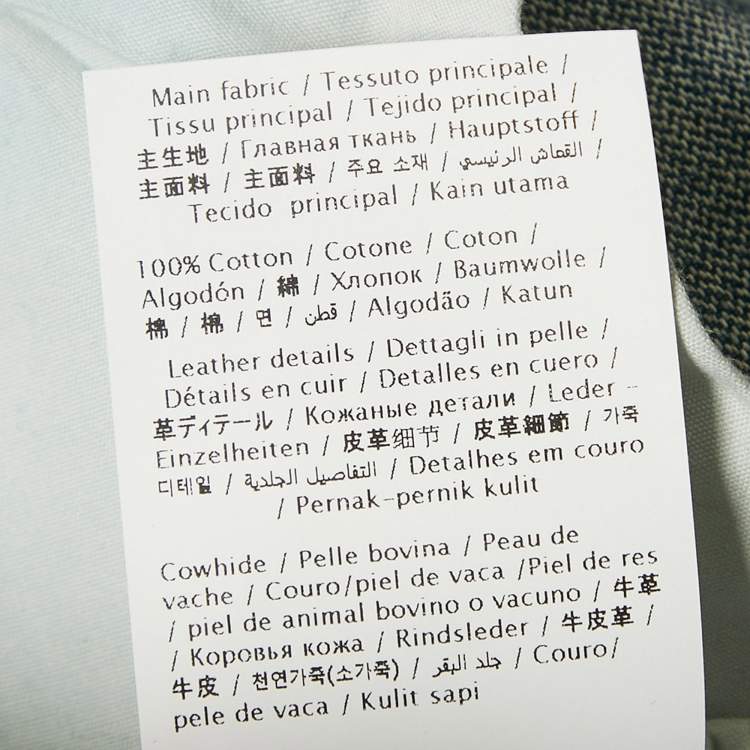 Main fabric / Tessuto principale /
Tissu principal / Tejido principal /
主生地 / Главная ткань / Hauptstoff /
主面料 / 主面料 / 주요 소재 / القماش الرئيسي /
Tecido principal / Kain utama
100% Cotton / Cotone / Coton /
Algodón / 綿 / Хлопок / Baumwolle /
棉 / 棉 / 면 / قطن / Algodão / Katun
Leather details / Dettagli in pelle /
Détails en cuir / Detalles en cuero /
革ディテール / Кожаные детали / Leder -
Einzelheiten / 皮革细节 / 皮革細節 / 가죽
디테일 / التفاصيل الجلدية / Detalhes em couro
/ Pernak-pernik kulit
Cowhide / Pelle bovina / Peau de
vache / Couro/piel de vaca /Piel de res
/ piel de animal bovino o vacuno / 牛革
/ Коровья кожа / Rindsleder / 牛皮革 /
牛皮 / 천연가죽(소가죽) / جلد البقر / Couro/
pele de vaca / Kulit sapi